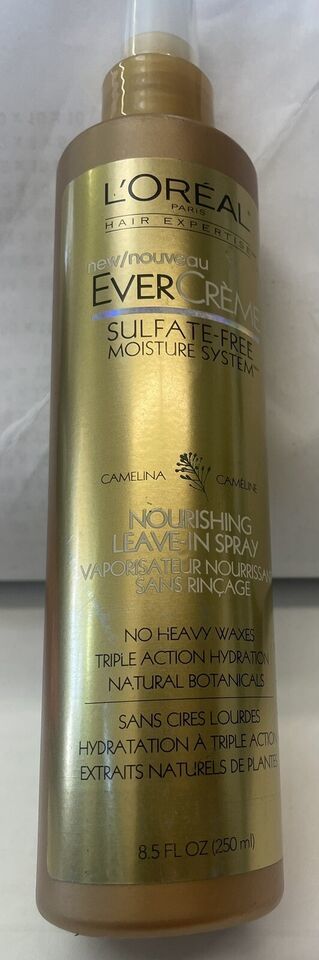 L'ORÉAL
PARIS
HAIR EXPERTISE
new/nouveau
EVERCRÈME
SULFATE-FREE
MOISTURE SYSTEM
CAMELINA CAMÉLINE
NOURISHING
LEAVE-IN SPRAY
VAPORISATEUR NOURRISSANT
SANS RINÇAGE
NO HEAVY WAXES
TRIPLE ACTION HYDRATION
NATURAL BOTANICALS
SANS CIRES LOURDES
HYDRATATION À TRIPLE ACTION
EXTRAITS NATURELS DE PLANTES
8.5 FL OZ (250 ml)